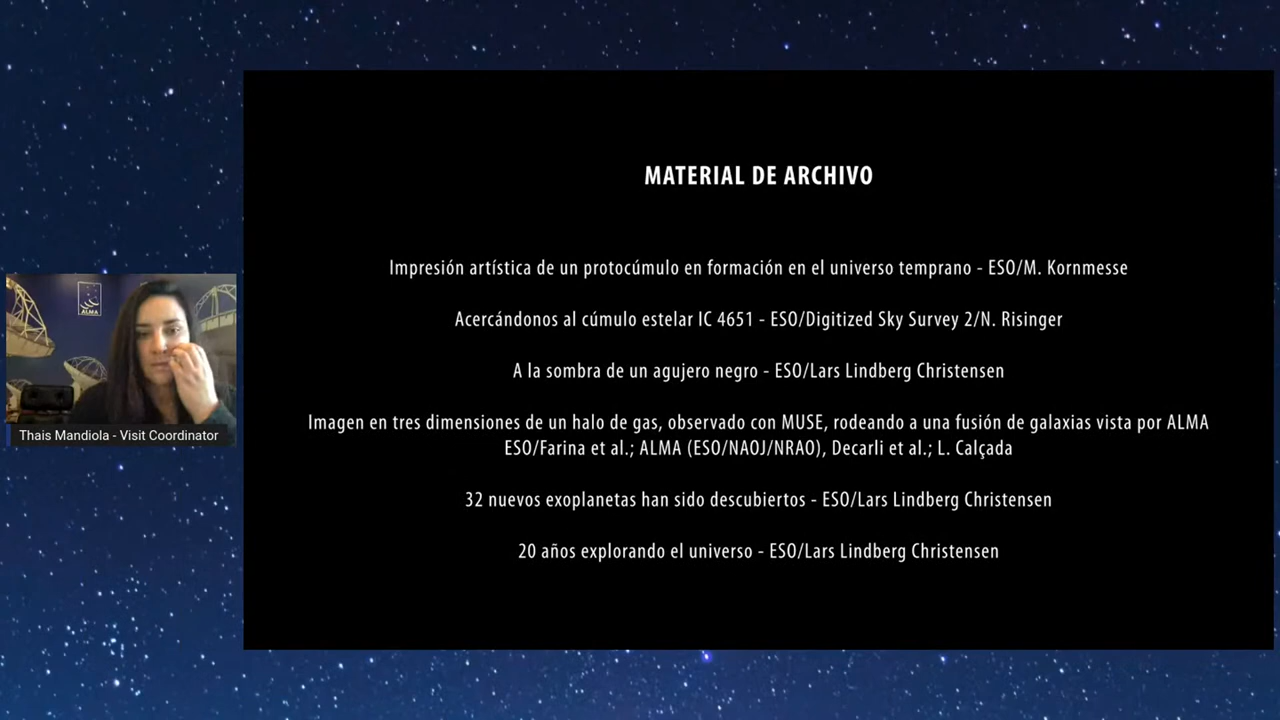 MATERIAL DE ARCHIVO
Impresión artística de un protocúmulo en formación en el universo temprano - ESO/M. Kornmesse
Acercándonos al cúmulo estelar IC 4651 - ESO/Digitized Sky Survey 2/N. Risinger
A la sombra de un agujero negro - ESO/Lars Lindberg Christensen
Imagen en tres dimensiones de un halo de gas, observado con MUSE, rodeando a una fusión de galaxias vista por ALMA
ESO/Farina et al.; ALMA (ESO/NAOJ/NRAO), Decarli et al.; L. Calçada
32 nuevos exoplanetas han sido descubiertos - ESO/Lars Lindberg Christensen
20 años explorando el universo - ESO/Lars Lindberg Christensen
ALMA
Thais Mandiola - Visit Coordinator